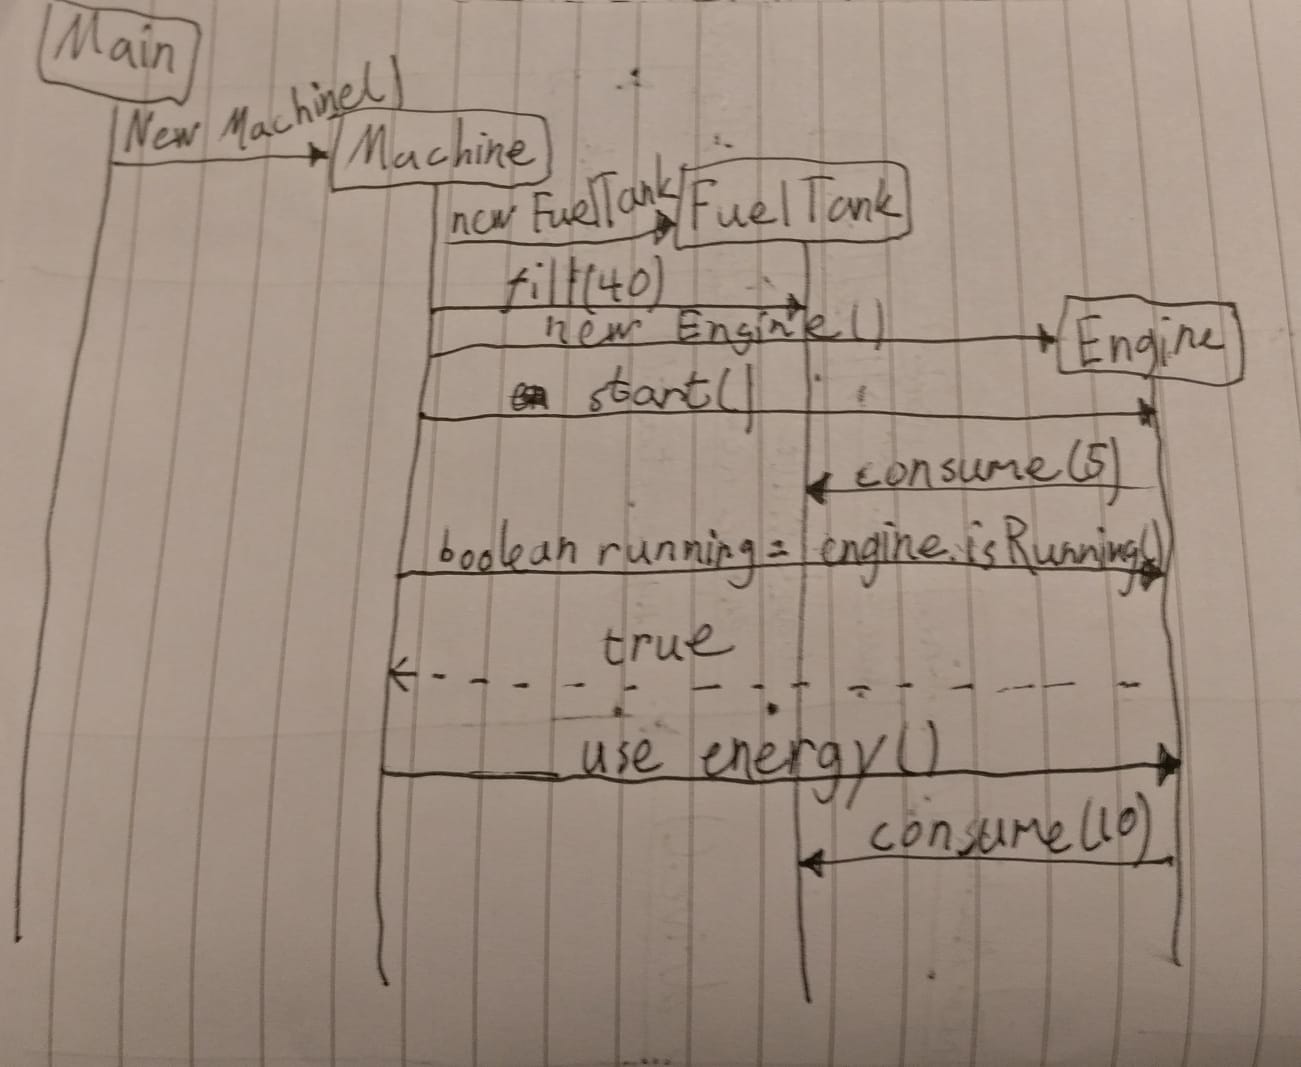 Main
New Machine()
Machine
new FuelTank
FuelTank
fill(40)
new Engine()
Engine
start()
consume(5)
boolean running = engine.isRunning()
true
use energy()
consume(10)